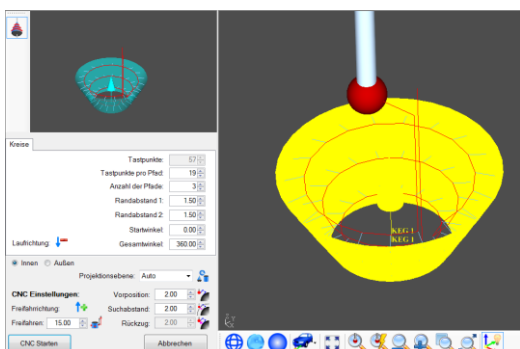 Kreise
Tastpunkte: 57
Tastpunkte pro Pfad: 19
Anzahl der Pfade: 3
Randabstand 1: 1.50
Randabstand 2: 1.50
Startwinkel: 0.00
Laufrichtung: Gesamtwinkel: 360.00
Innen Außen
Projektionsebene: Auto
CNC Einstellungen: Vorposition: 2.00
Freifahrrichtung: Suchabstand: 2.00
Freifahren: 15.00 Rückzug: 2.00
CNC Starten Abbrechen
KEG 1
KEG 1